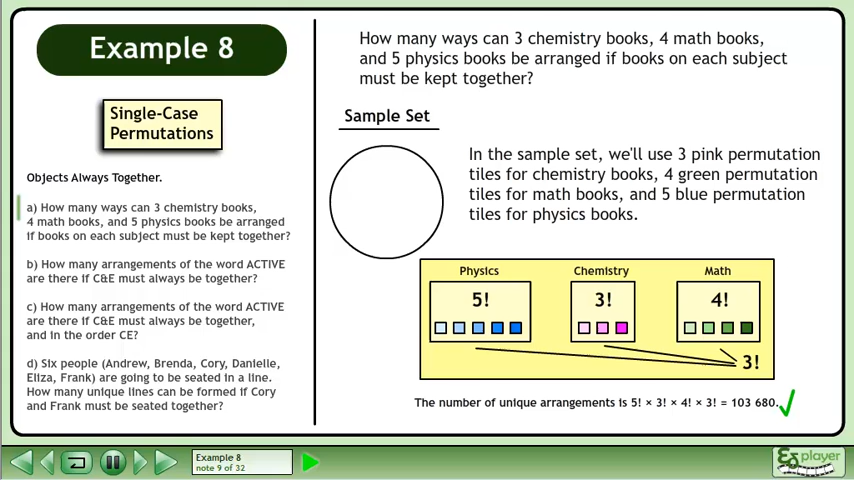 Example 8
Single-Case
Permutations
Objects Always Together.
a) How many ways can 3 chemistry books,
4 math books, and 5 physics books be arranged
if books on each subject must be kept together?
b) How many arrangements of the word ACTIVE
are there if C&E must always be together?
c) How many arrangements of the word ACTIVE
are there if C&E must always be together,
and in the order CE?
d) Six people (Andrew, Brenda, Cory, Danielle,
Eliza, Frank) are going to be seated in a line.
How many unique lines can be formed if Cory
and Frank must be seated together?
How many ways can 3 chemistry books, 4 math books,
and 5 physics books be arranged if books on each subject
must be kept together?
Sample Set
In the sample set, we'll use 3 pink permutation
tiles for chemistry books, 4 green permutation
tiles for math books, and 5 blue permutation
tiles for physics books.
Physics Chemistry Math
5! 3! 4!
3!
The number of unique arrangements is 5! × 3! × 4! × 3! = 103 680.
Example 8
note 9 of 32
player